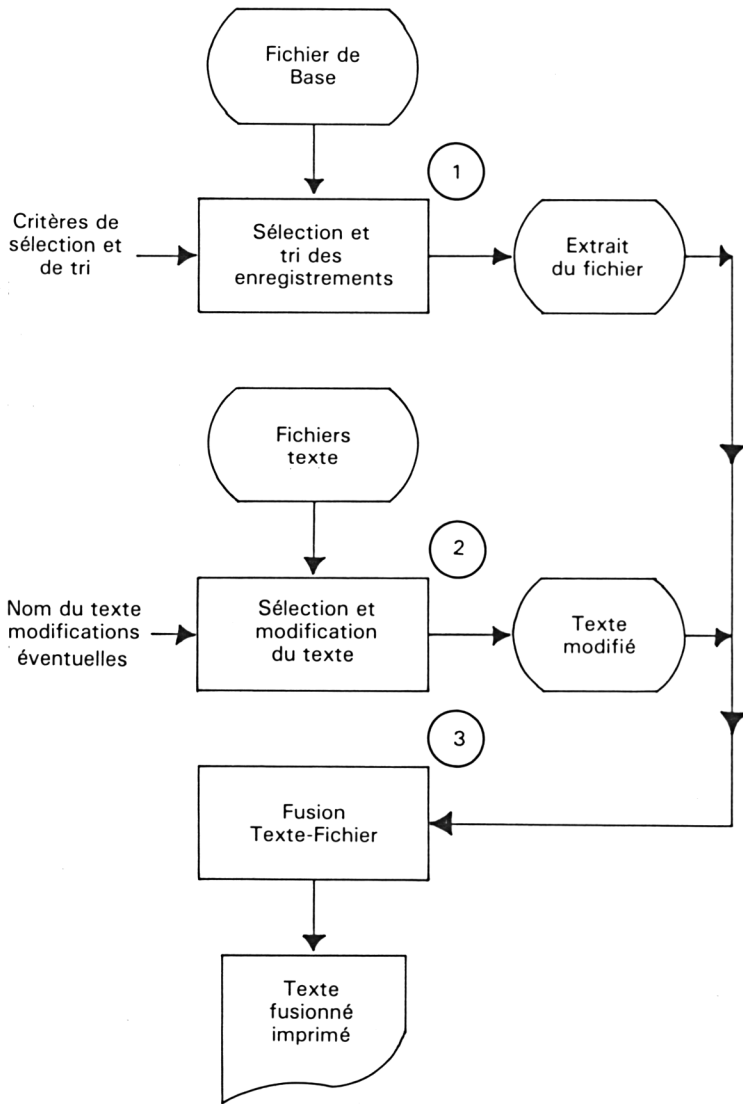 Fichier de
Base
1
Critères de
sélection et
de tri
Sélection et
tri des
enregistrements
Extrait
du fichier
Fichiers
texte
2
Nom du texte
modifications
éventuelles
Sélection et
modification
du texte
Texte
modifié
3
Fusion
Texte-Fichier
Texte
fusionné
imprimé